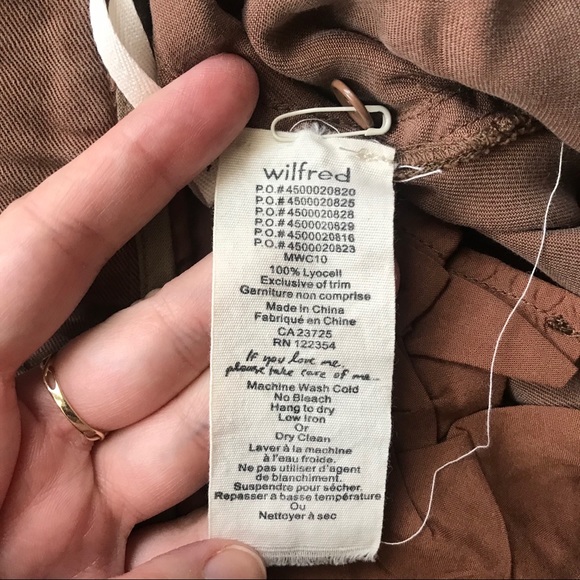 wilfred
P.O.#4500020820
P.O.#4500020825
P.O.#4500020828
P.O.#4500020829
P.O.#4500020816
P.O.#4500020823
MWC10
100% Lyocell
Exclusive of trim
Garniture non comprise
Made in China
Fabriqué en Chine
CA 23725
RN 122354
If you love me,
please take care of me...
Machine Wash Cold
No Bleach
Hang to dry
Low Iron
Or
Dry Clean
Laver à la machine
à l'eau froide.
Ne pas utiliser d'agent
de blanchiment.
Suspendre pour sécher.
Repasser a basse température
Ou
Nettoyer à sec